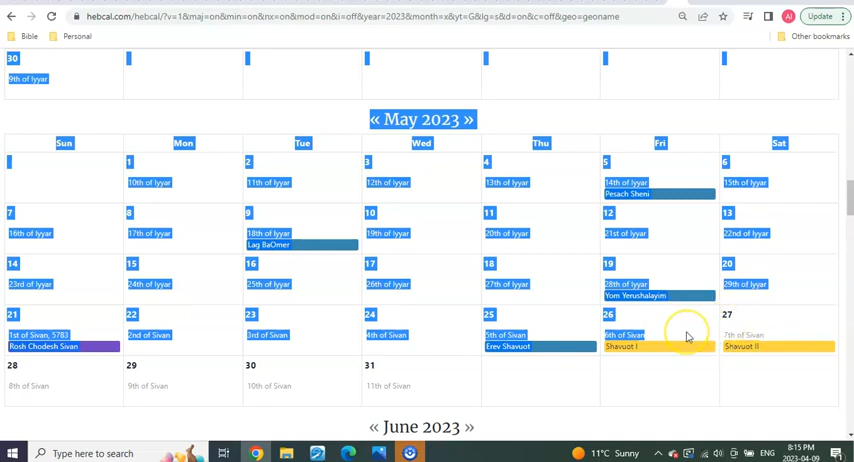 hebcal.com/hebcal/?v=1&maj=on&min=on&nx=on&mod=on&i=off&year=2023&month=x&yt=G&lg=s&d=on&c=off&geo=geoname
AI
Update
Bible Personal Other bookmarks
30
9th of Iyyar
« May 2023 »
Sun Mon Tue Wed Thu Fri Sat
1 2 3 4 5 6
10th of Iyyar 11th of Iyyar 12th of Iyyar 13th of Iyyar 14th of Iyyar 15th of Iyyar
Pesach Sheni
7 8 9 10 11 12 13
16th of Iyyar 17th of Iyyar 18th of Iyyar 19th of Iyyar 20th of Iyyar 21st of Iyyar 22nd of Iyyar
Lag BaOmer
14 15 16 17 18 19 20
23rd of Iyyar 24th of Iyyar 25th of Iyyar 26th of Iyyar 27th of Iyyar 28th of Iyyar 29th of Iyyar
Yom Yerushalayim
21 22 23 24 25 26 27
1st of Sivan, 5783 2nd of Sivan 3rd of Sivan 4th of Sivan 5th of Sivan 6th of Sivan 7th of Sivan
Rosh Chodesh Sivan Erev Shavuot Shavuot I Shavuot II
28 29 30 31
8th of Sivan 9th of Sivan 10th of Sivan 11th of Sivan
« June 2023 »
Type here to search 11°C Sunny ENG 8:15 PM
2023-04-09